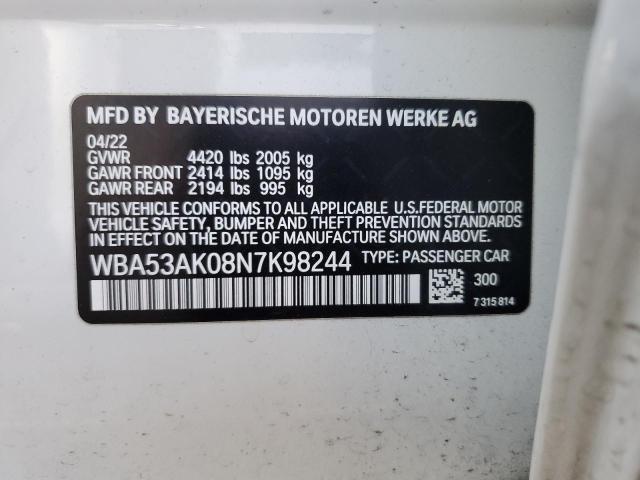 MFD BY BAYERISCHE MOTOREN WERKE AG
04/22
GVWR 4420 lbs 2005 kg
GAWR FRONT 2414 lbs 1095 kg
GAWR REAR 2194 lbs 995 kg
THIS VEHICLE CONFORMS TO ALL APPLICABLE U.S.FEDERAL MOTOR
VEHICLE SAFETY, BUMPER, AND THEFT PREVENTION STANDARDS
IN EFFECT ON THE DATE OF MANUFACTURE SHOWN ABOVE.
WBA53AK08N7K98244 TYPE: PASSENGER CAR
300
7 315 814